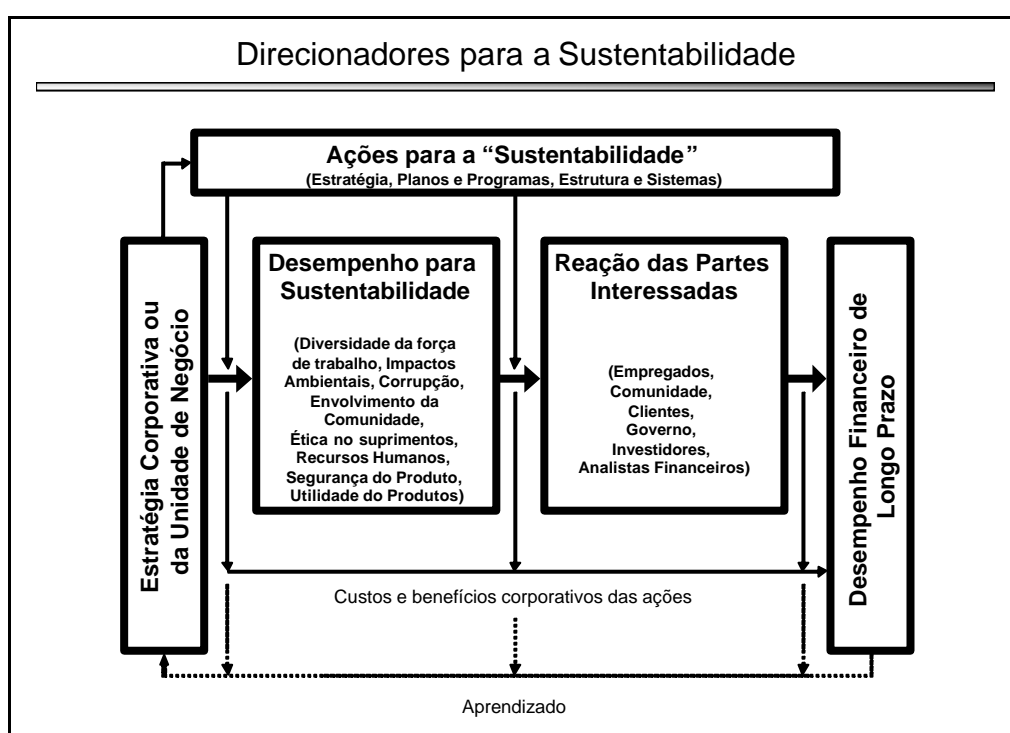 Direcionadores para a Sustentabilidade
Ações para a “Sustentabilidade”
(Estratégia, Planos e Programas, Estrutura e Sistemas)
Estratégia Corporativa ou
da Unidade de Negócio
Desempenho para
Sustentabilidade
(Diversidade da força
de trabalho, Impactos
Ambientais, Corrupção,
Envolvimento da
Comunidade,
Ética no suprimentos,
Recursos Humanos,
Segurança do Produto,
Utilidade do Produtos)
Reação das Partes
Interessadas
(Empregados,
Comunidade,
Clientes,
Governo,
Investidores,
Analistas Financeiros)
Desempenho Financeiro de
Longo Prazo
Custos e benefícios corporativos das ações
Aprendizado